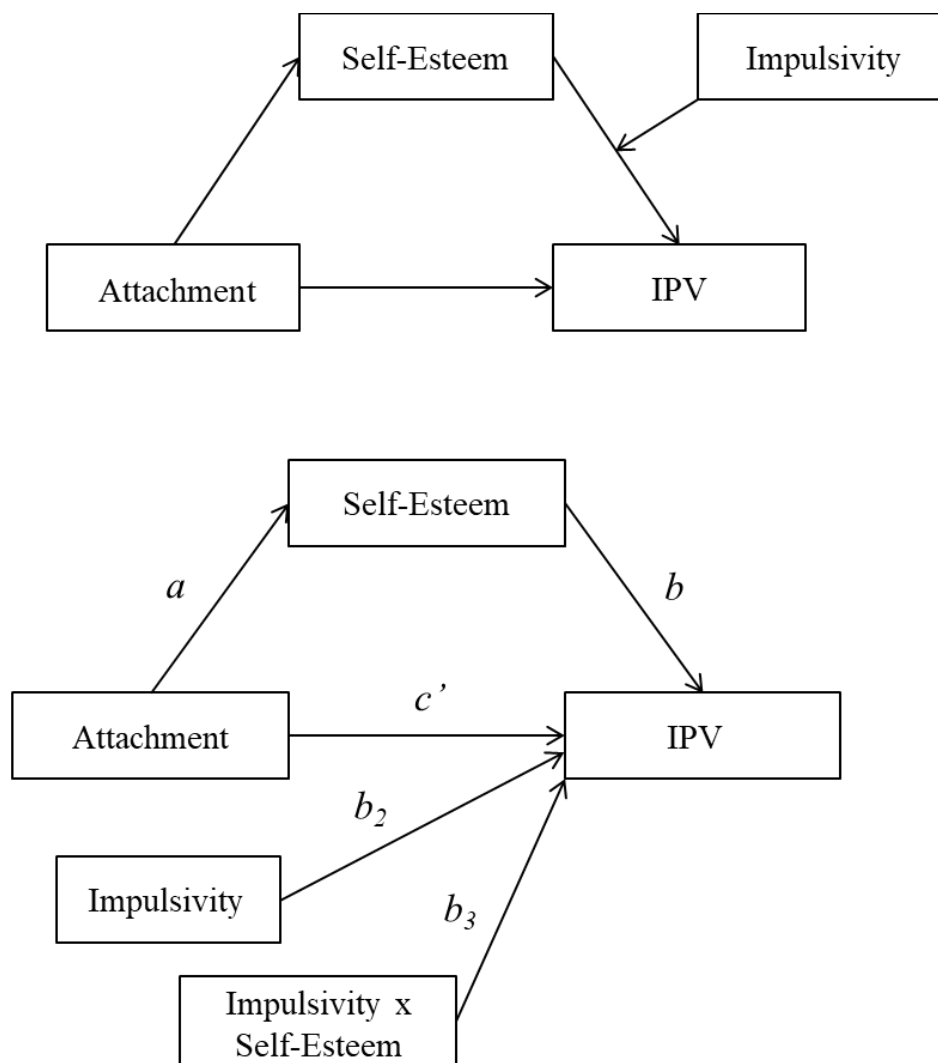 Self-Esteem
Impulsivity
Attachment
IPV
Self-Esteem
a
b
Attachment
c’
IPV
b2
Impulsivity
b3
Impulsivity x
Self-Esteem